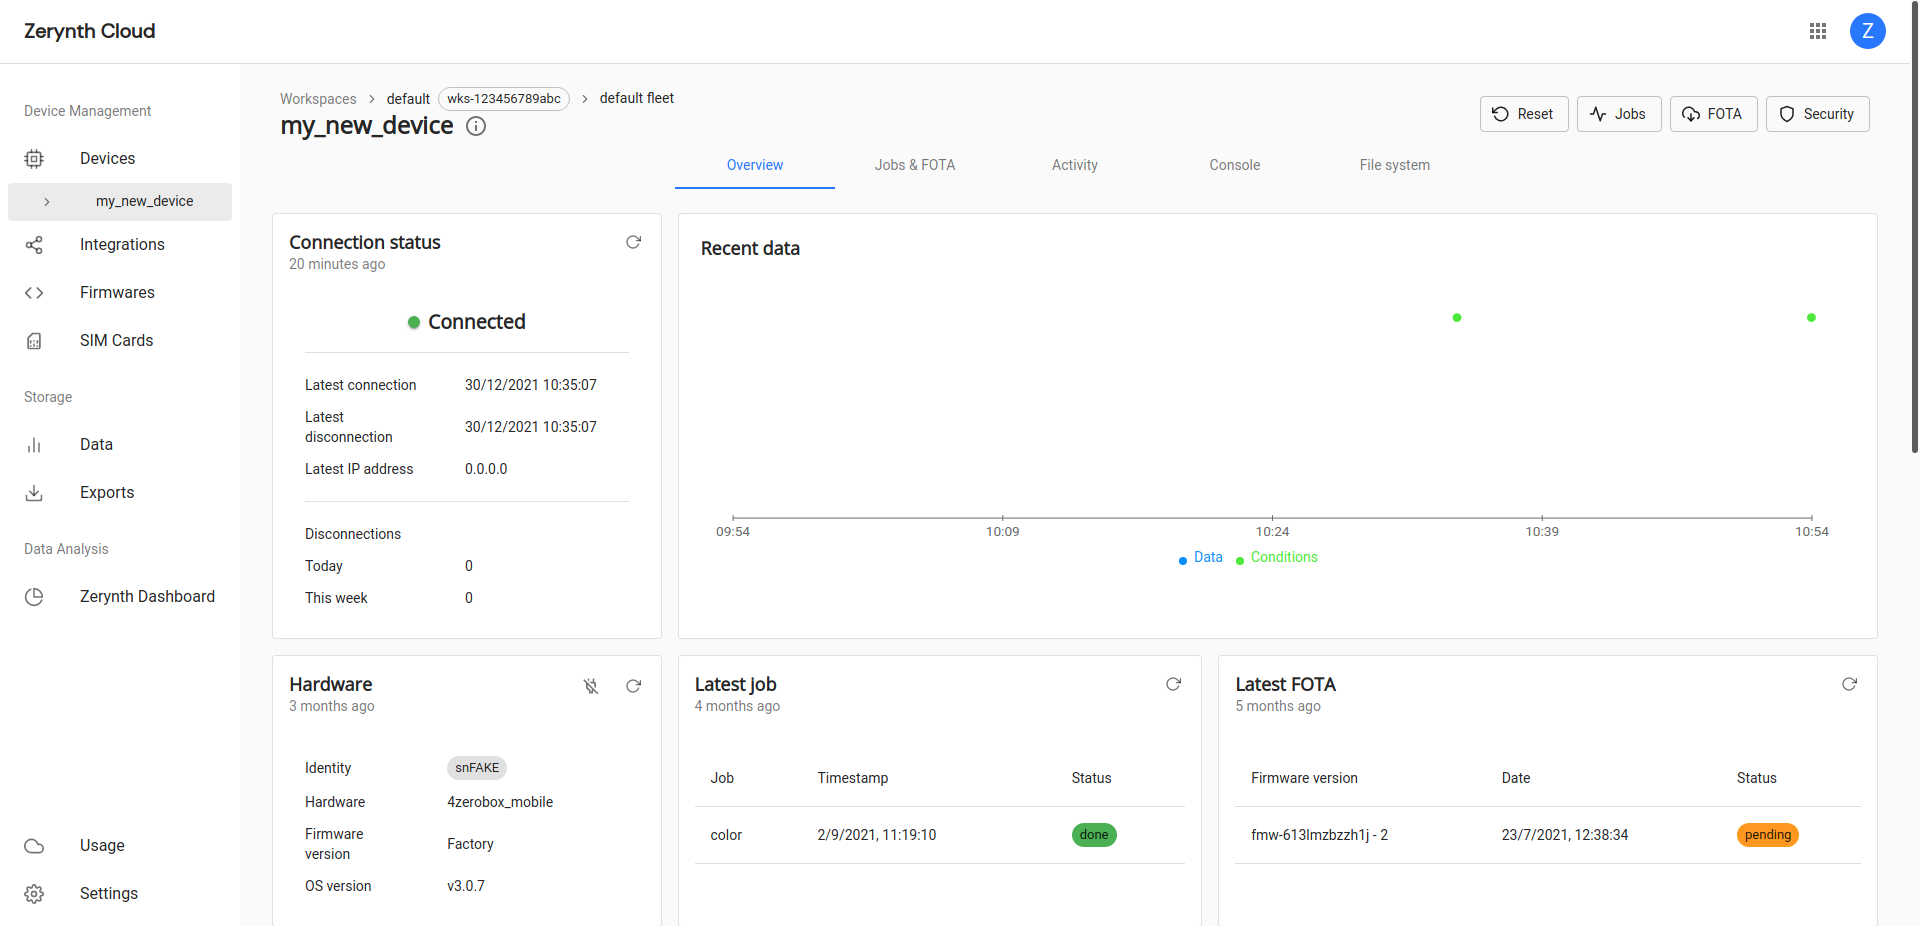 Zerynth Cloud
Z
Device Management
Devices
my_new_device
Integrations
Firmwares
SIM Cards
Storage
Data
Exports
Data Analysis
Zerynth Dashboard
Usage
Settings
Workspaces > default wks-123456789abc > default fleet
my_new_device
Reset Jobs FOTA Security
Overview Jobs & FOTA Activity Console File system
Connection status
20 minutes ago
Connected
Latest connection 30/12/2021 10:35:07
Latest
disconnection 30/12/2021 10:35:07
Latest IP address 0.0.0.0
Disconnections
Today 0
This week 0
Recent data
09:54 10:09 10:24 10:39 10:54
Data Conditions
Hardware
3 months ago
Identity snFAKE
Hardware 4zerobox_mobile
Firmware
version Factory
OS version v3.0.7
Latest job
4 months ago
Job Timestamp Status
color 2/9/2021, 11:19:10 done
Latest FOTA
5 months ago
Firmware version Date Status
fmw-613lmzbzzh1j - 2 23/7/2021, 12:38:34 pending